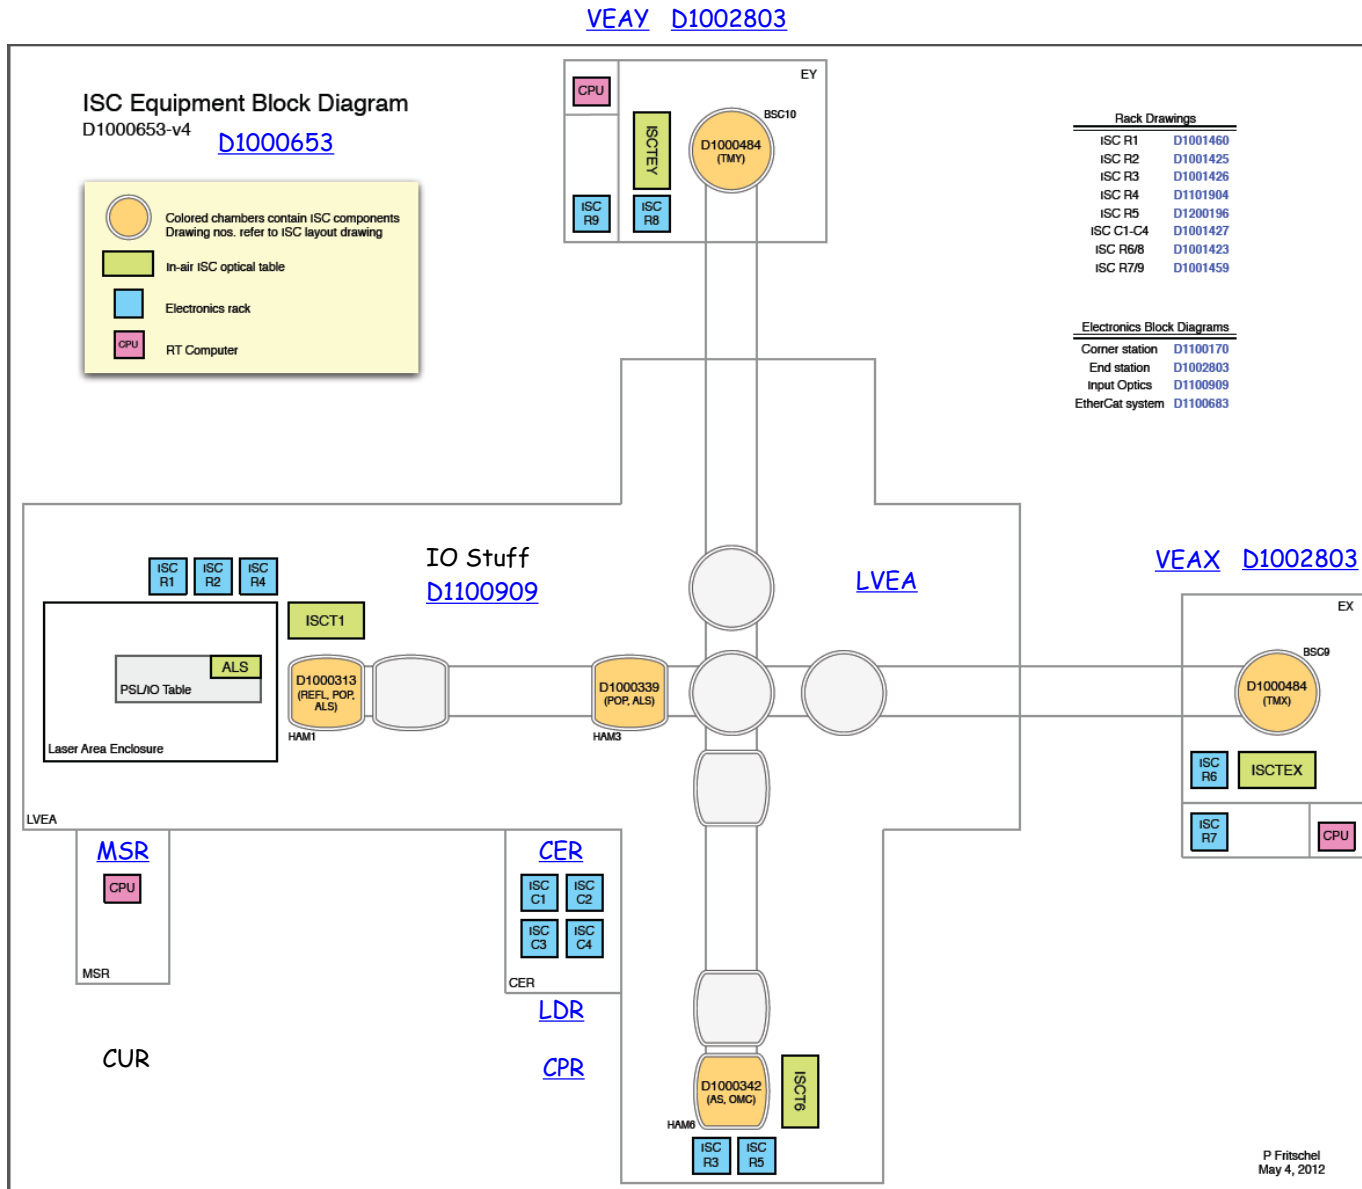 VEAY D1002803
ISC Equipment Block Diagram
D1000653-v4
D1000653
Colored chambers contain ISC components
Drawing nos. refer to ISC layout drawing
In-air ISC optical table
Electronics rack
CPU
RT Computer
EY
CPU
ISCTEY
BSC10
D1000484
(TMY)
ISC
R9
ISC
R8
Rack Drawings
ISC R1 D1001460
ISC R2 D1001425
ISC R3 D1001426
ISC R4 D1101904
ISC R5 D1200196
ISC C1-C4 D1001427
ISC R6/8 D1001423
ISC R7/9 D1001459
Electronics Block Diagrams
Corner station D1100170
End station D1002803
Input Optics D1100909
EtherCat system D1100683
IO Stuff
D1100909
LVEA
VEAX D1002803
ISC
R1
ISC
R2
ISC
R4
ISCT1
ALS
PSL/IO Table
Laser Area Enclosure
D1000313
(REFL, POP,
ALS)
HAM1
D1000339
(POP, ALS)
HAM3
EX
BSC9
D1000484
(TMX)
ISC
R6
ISCTEX
ISC
R7
CPU
LVEA
MSR
CPU
MSR
CER
ISC
C1
ISC
C2
ISC
C3
ISC
C4
CER
LDR
CUR
CPR
D1000342
(AS, OMC)
HAM6
ISCT6
ISC
R3
ISC
R5
P Fritschel
May 4, 2012